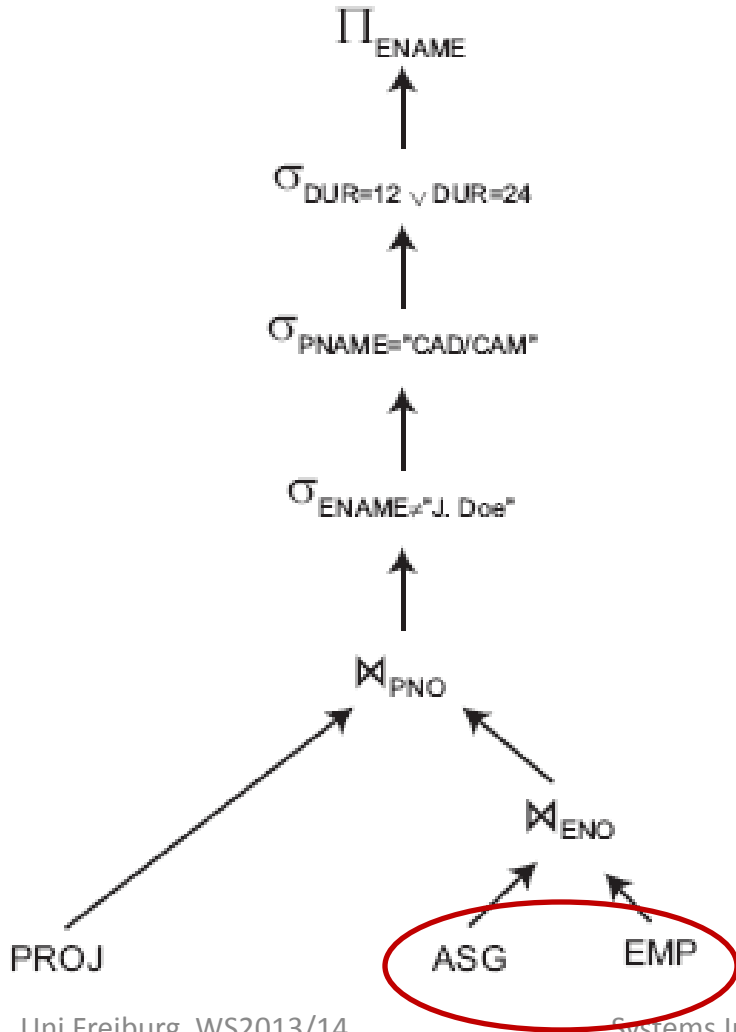 Π ENAME
σ DUR=12 ∨ DUR=24
σ PNAME="CAD/CAM"
σ ENAME≠"J. Doe"
⋈ PNO
⋈ ENO
PROJ ASG EMP
Uni Freiburg, WS2013/14 Systems